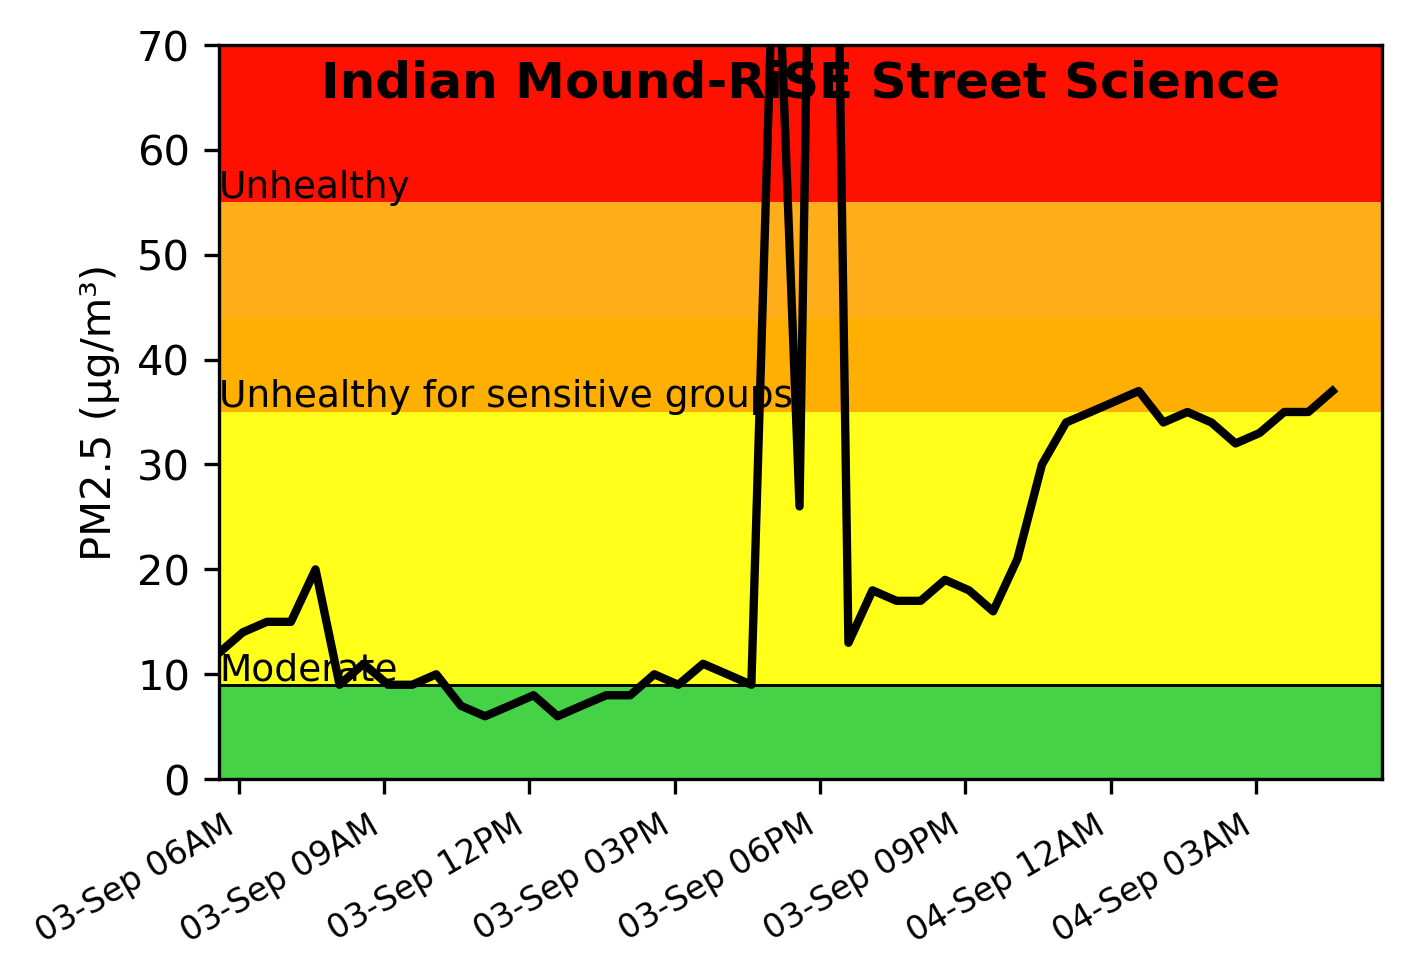 Indian Mound-RiSE Street Science
70
60
Unhealthy
50
40
Unhealthy for sensitive groups
30
20
Moderate
10
0
PM2.5 (µg/m³)
03-Sep 06AM
03-Sep 09AM
03-Sep 12PM
03-Sep 03PM
03-Sep 06PM
03-Sep 09PM
04-Sep 12AM
04-Sep 03AM